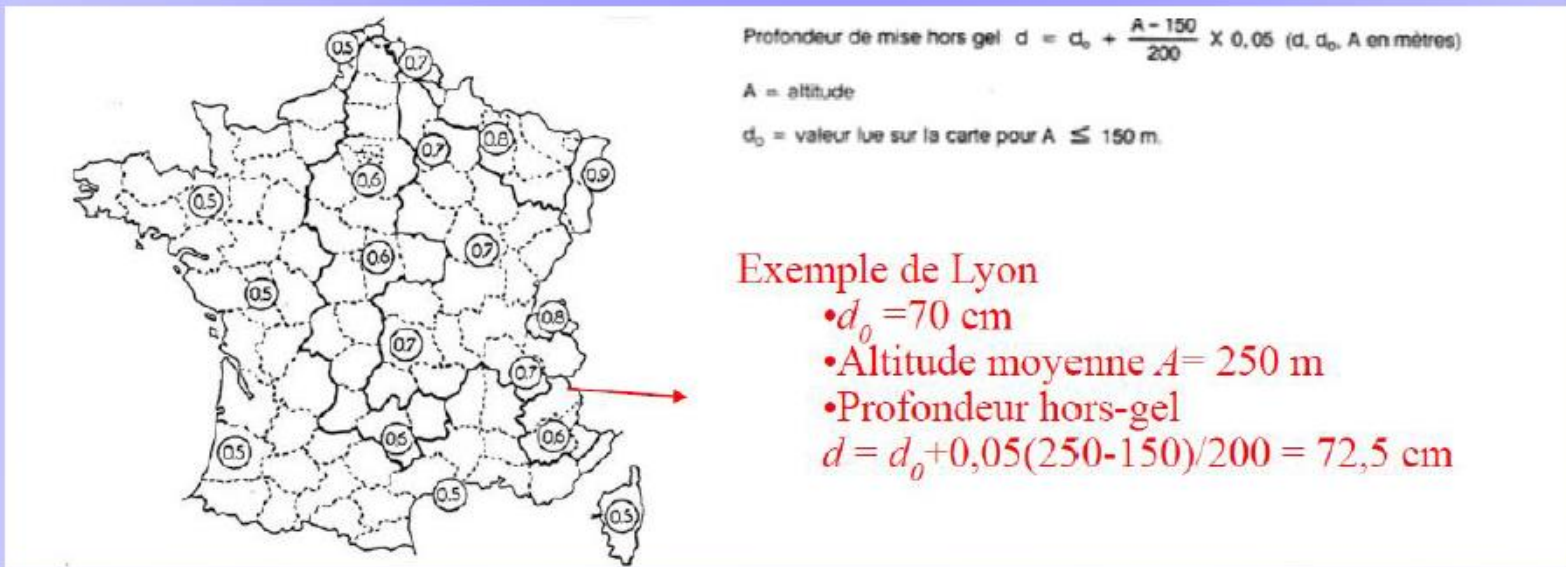 Profondeur de mise hors gel d = d₀ + (A - 150)/200 X 0,05 (d, d₀, A en mètres)
A = altitude
d₀ = valeur lue sur la carte pour A ≤ 150 m.
0.5
0.7
0.8
0.7
0.9
0.6
0.5
0.7
0.6
0.5
0.8
0.7
0.7
0.6
0.6
0.5
0.5
0.5
Exemple de Lyon
•d₀ =70 cm
•Altitude moyenne A= 250 m
•Profondeur hors-gel
d = d₀+0,05(250-150)/200 = 72,5 cm